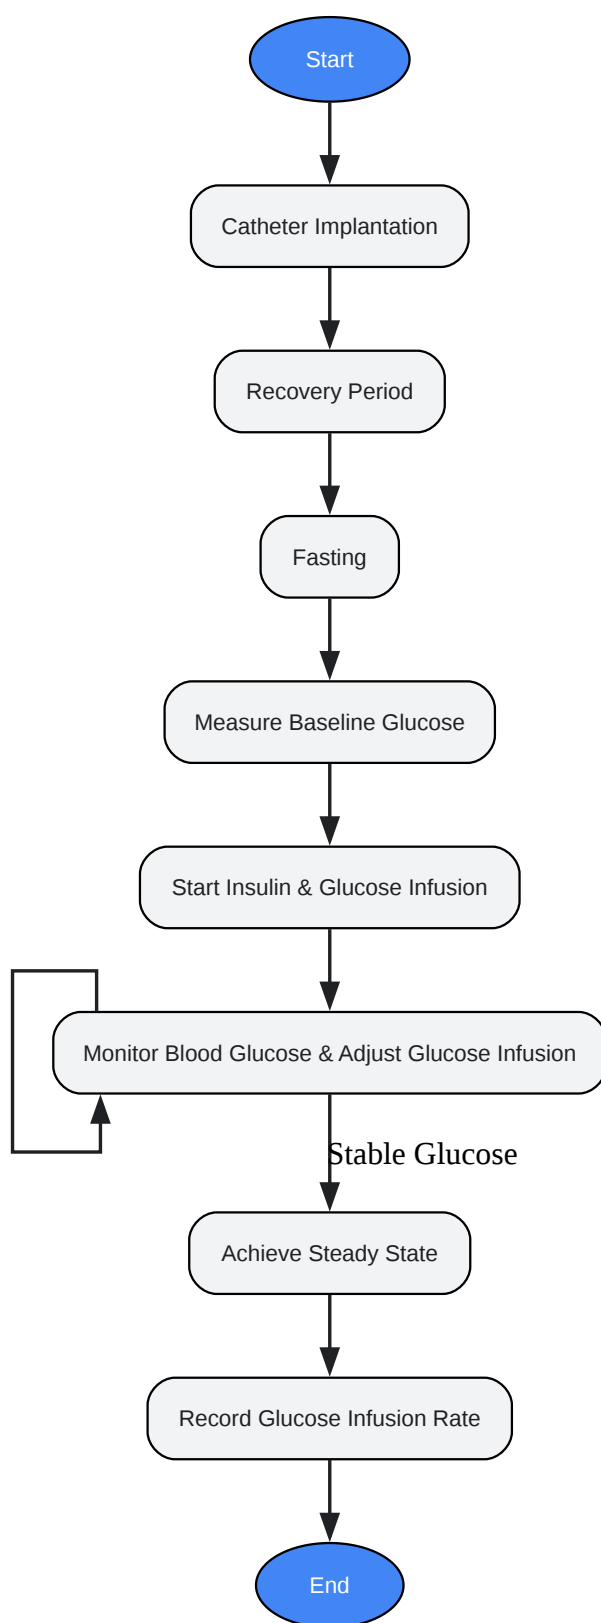 Start
Catheter Implantation
Recovery Period
Fasting
Measure Baseline Glucose
Start Insulin & Glucose Infusion
Monitor Blood Glucose & Adjust Glucose Infusion
Stable Glucose
Achieve Steady State
Record Glucose Infusion Rate
End